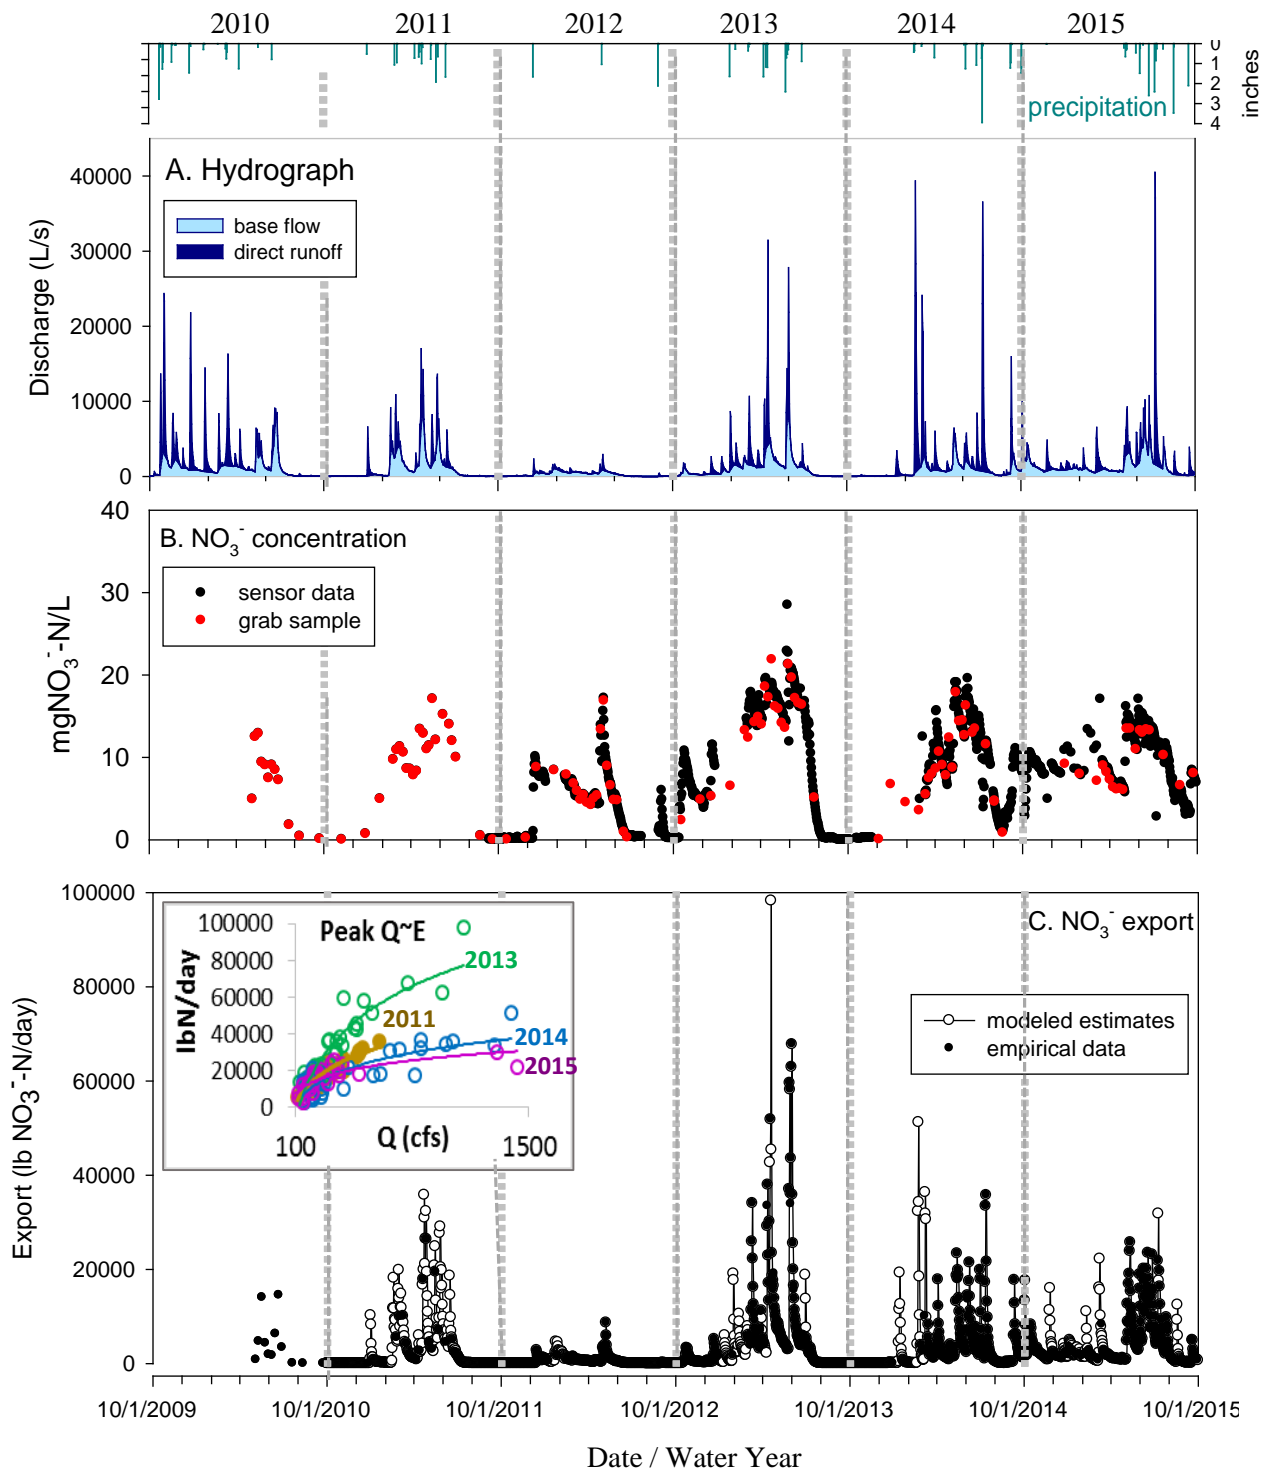 2010 2011 2012 2013 2014 2015
0
1
2
3
4
inches
precipitation
A. Hydrograph
base flow
direct runoff
40000
30000
20000
10000
0
Discharge (L/s)
B. NO3- concentration
sensor data
grab sample
40
30
20
10
0
mgNO3--N/L
C. NO3- export
modeled estimates
empirical data
100000
80000
60000
40000
20000
0
Export (lb NO3--N/day)
Peak Q~E
100000
80000
60000
40000
20000
0
lbN/day
2013
2011
2014
2015
100 Q (cfs) 1500
10/1/2009 10/1/2010 10/1/2011 10/1/2012 10/1/2013 10/1/2014 10/1/2015
Date / Water Year